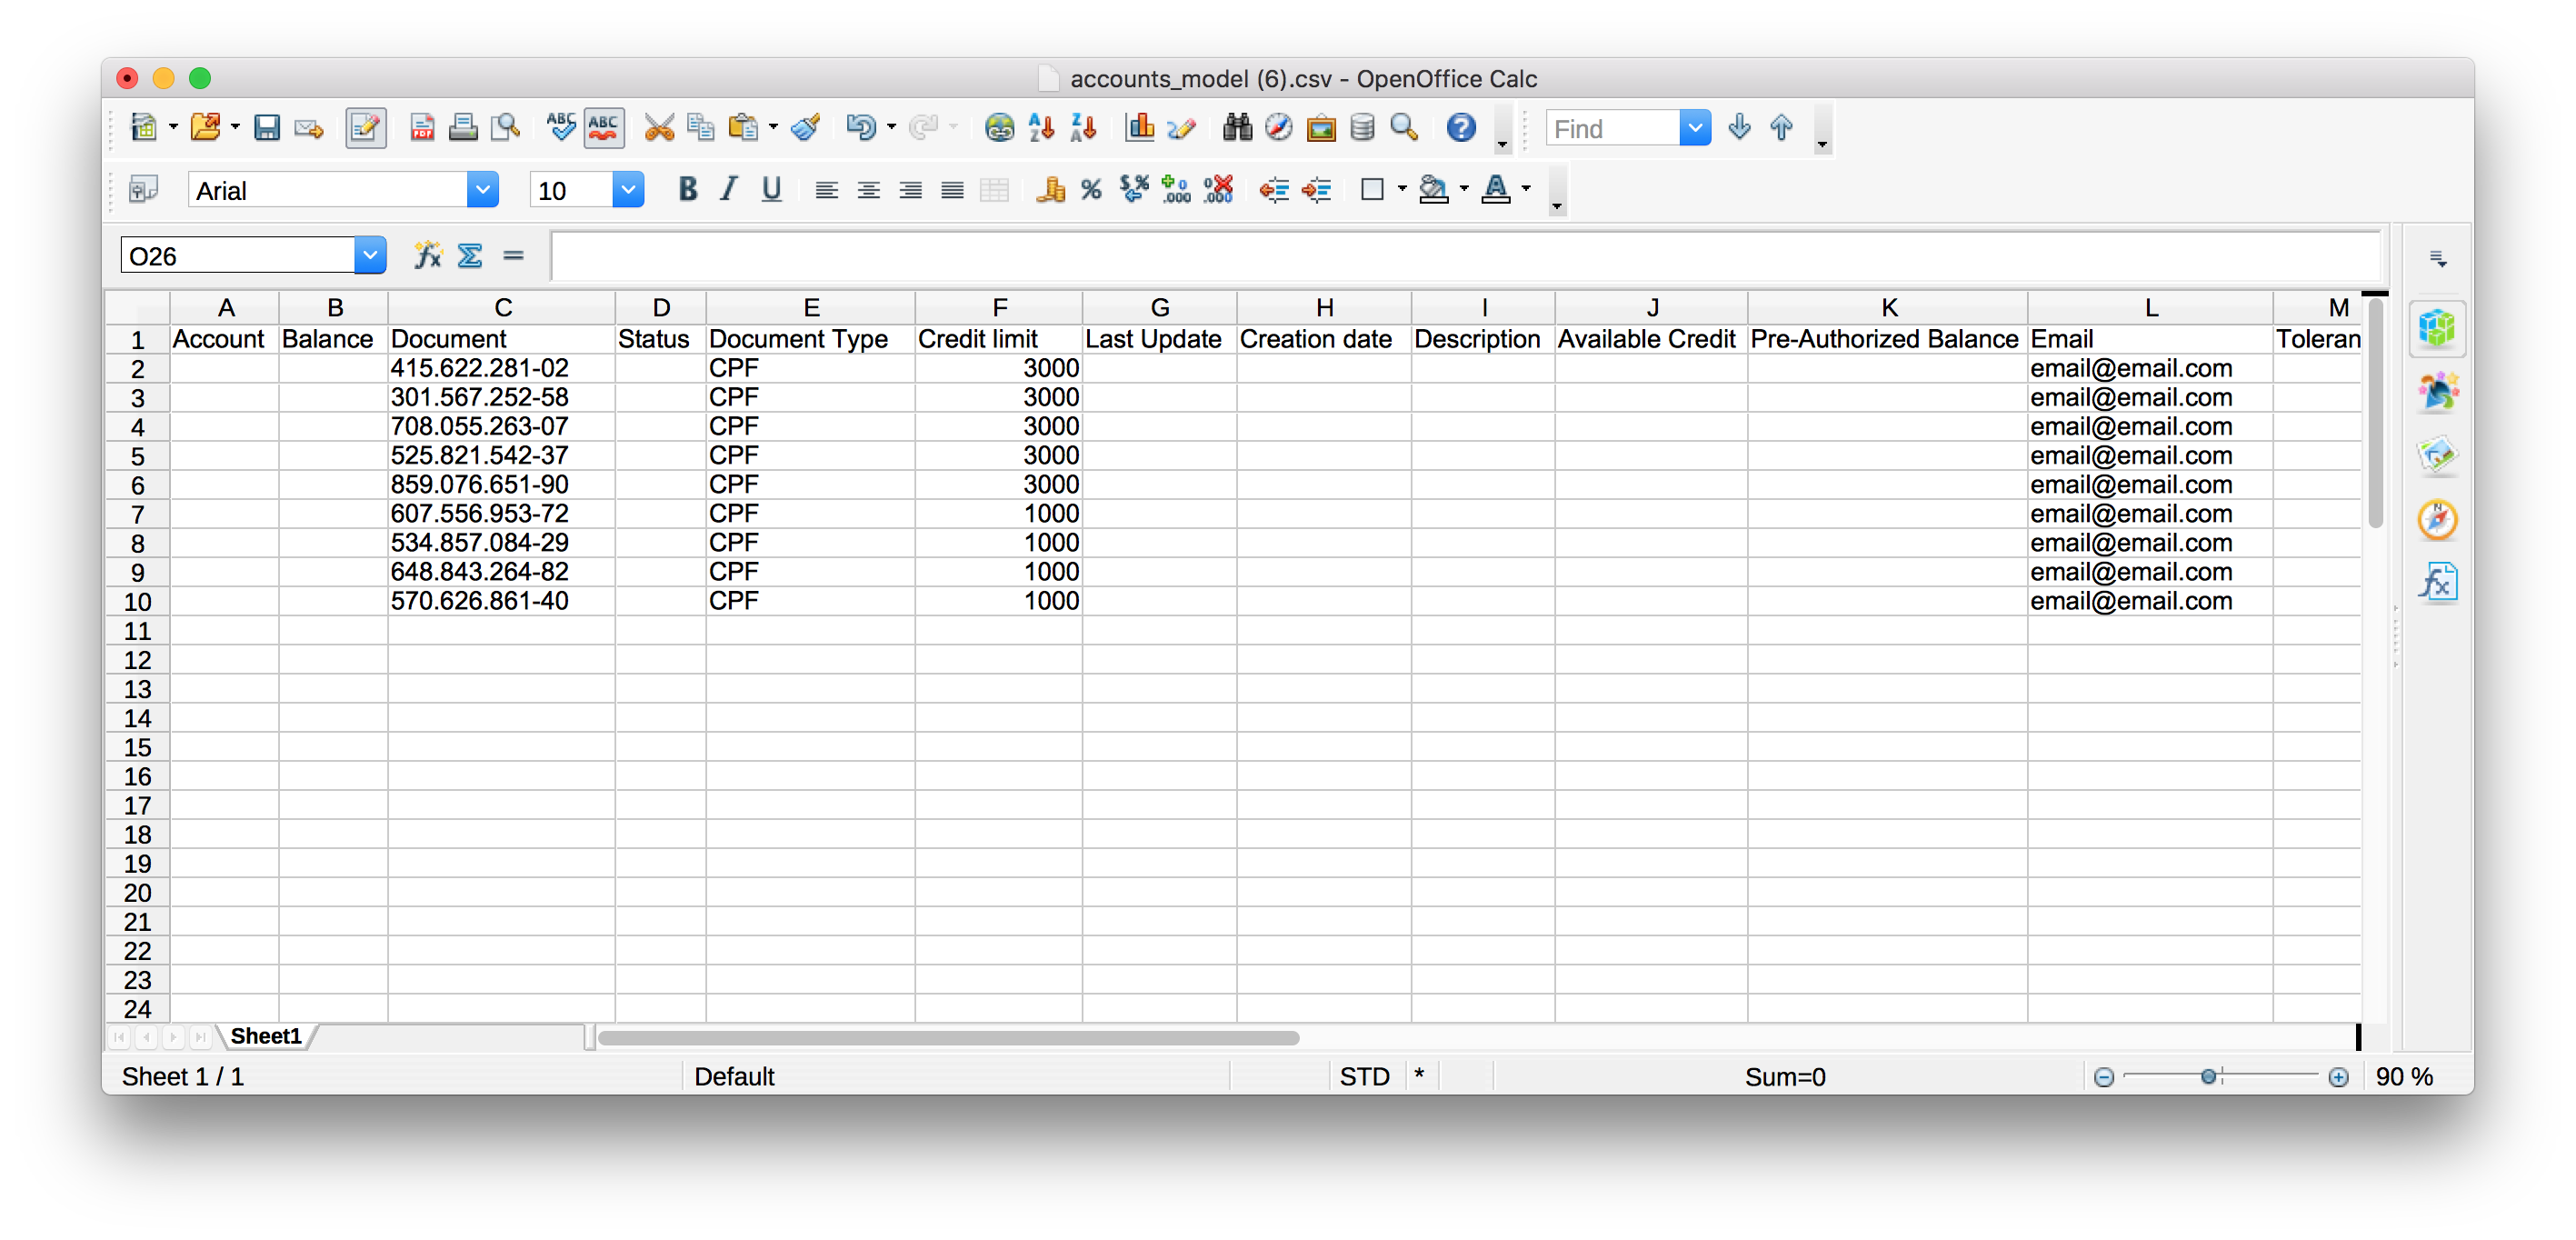 accounts_model (6).csv - OpenOffice Calc
ABC ABC Find
Arial 10 B I U % $% .000 .000 A
O26 fx Σ =
A B C D E F G H I J K L M
1 Account Balance Document Status Document Type Credit limit Last Update Creation date Description Available Credit Pre-Authorized Balance Email Toleran
2 415.622.281-02 CPF 3000 email@email.com
3 301.567.252-58 CPF 3000 email@email.com
4 708.055.263-07 CPF 3000 email@email.com
5 525.821.542-37 CPF 3000 email@email.com
6 859.076.651-90 CPF 3000 email@email.com
7 607.556.953-72 CPF 1000 email@email.com
8 534.857.084-29 CPF 1000 email@email.com
9 648.843.264-82 CPF 1000 email@email.com
10 570.626.861-40 CPF 1000 email@email.com
11
12
13
14
15
16
17
18
19
20
21
22
23
24
Sheet1
Sheet 1 / 1 Default STD * Sum=0 90 %